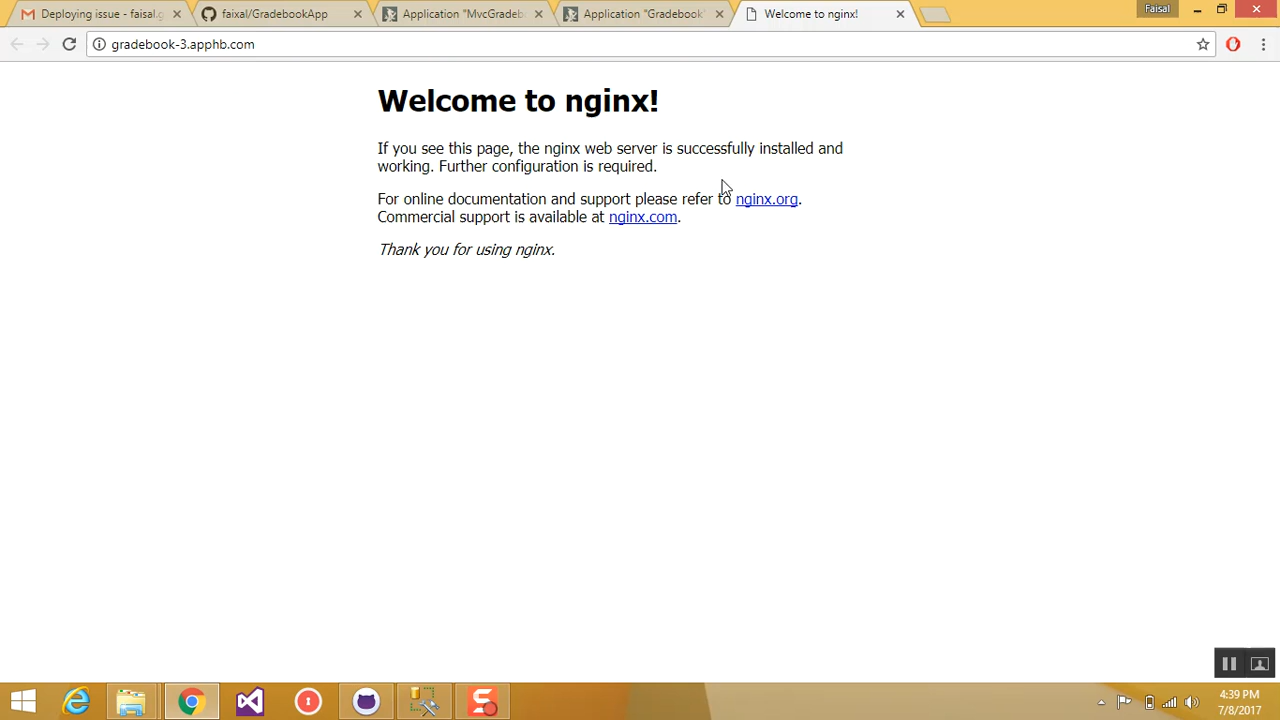 Deploying issue - faisal.g
faixal/GradebookApp
Application "MvcGradeb
Application "Gradebook"
Welcome to nginx!
Faisal
gradebook-3.apphb.com
Welcome to nginx!
If you see this page, the nginx web server is successfully installed and
working. Further configuration is required.
For online documentation and support please refer to nginx.org.
Commercial support is available at nginx.com.
Thank you for using nginx.
4:39 PM
7/8/2017